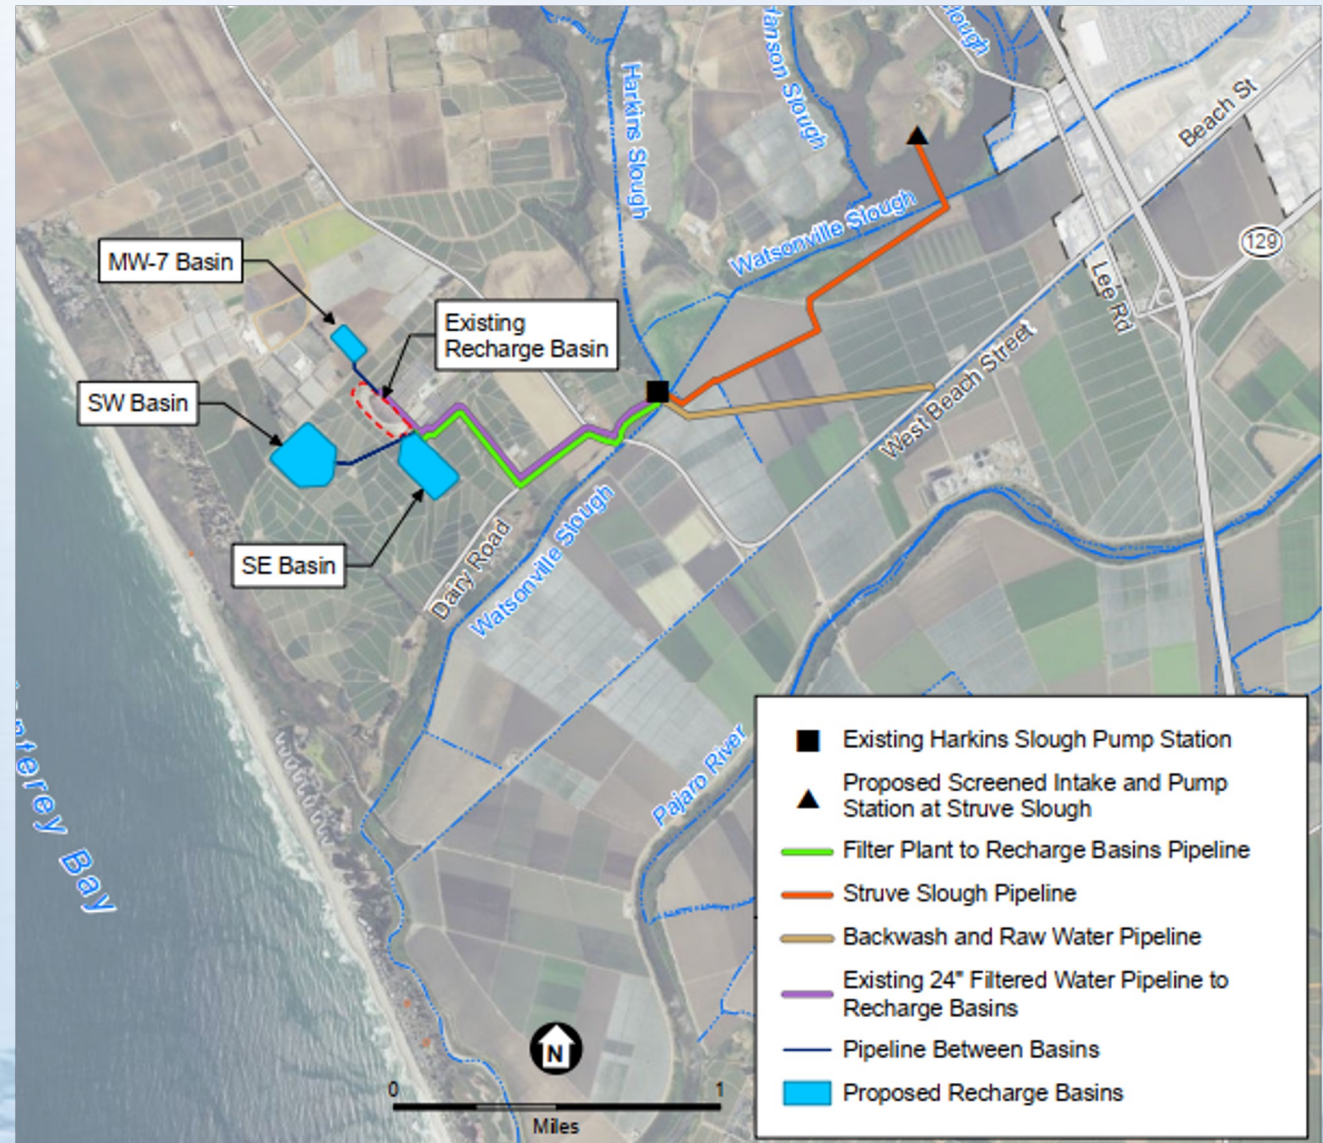 Harkins Slough
Hanson Slough
Slough
Beach St
Watsonville Slough
129
Lee Rd
MW-7 Basin
Existing
Recharge Basin
SW Basin
West Beach Street
SE Basin
Dairy Road
Watsonville Slough
Pajaro River
nterey Bay
Existing Harkins Slough Pump Station
Proposed Screened Intake and Pump
Station at Struve Slough
Filter Plant to Recharge Basins Pipeline
Struve Slough Pipeline
Backwash and Raw Water Pipeline
Existing 24" Filtered Water Pipeline to
Recharge Basins
Pipeline Between Basins
Proposed Recharge Basins
N
0 1
Miles